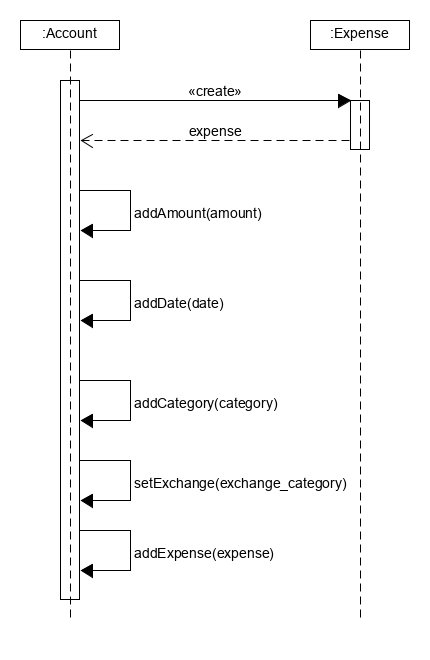 :Account
:Expense
«create»
expense
addAmount(amount)
addDate(date)
addCategory(category)
setExchange(exchange_category)
addExpense(expense)